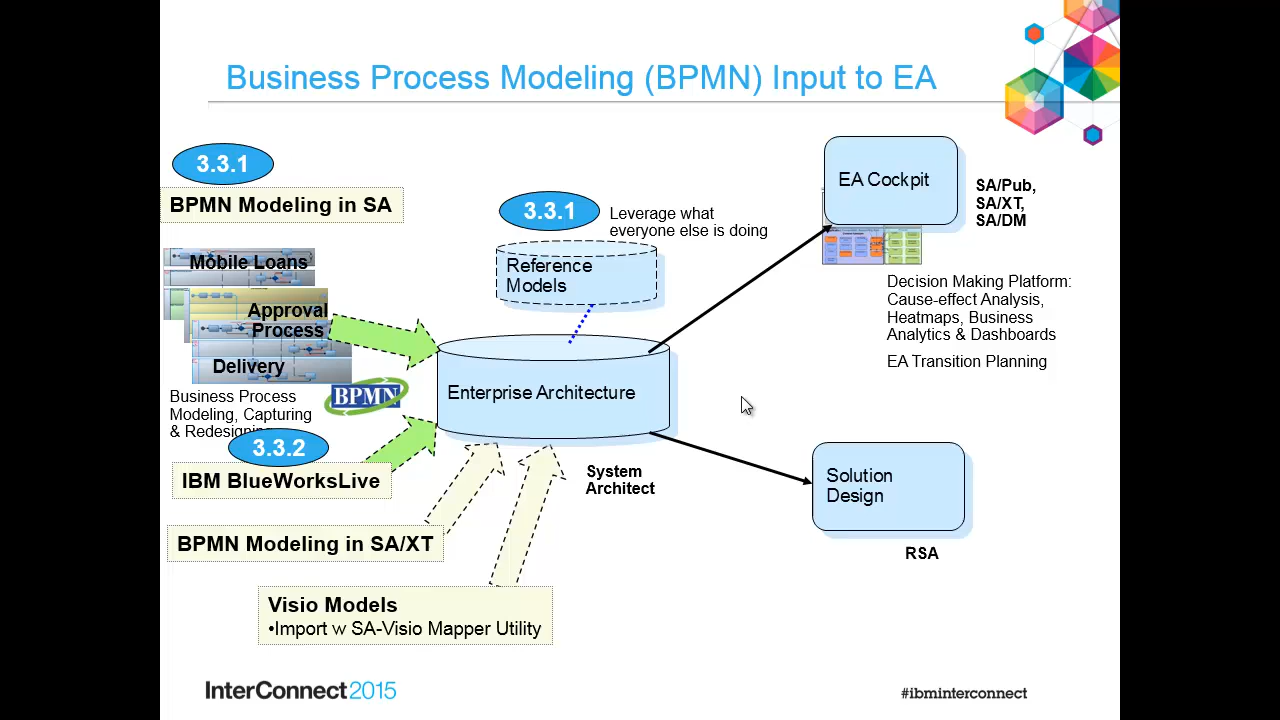 Business Process Modeling (BPMN) Input to EA
3.3.1
BPMN Modeling in SA
Mobile Loans
Approval
Process
Delivery
Business Process
Modeling, Capturing
& Redesigning
BPMN
3.3.2
IBM BlueWorksLive
BPMN Modeling in SA/XT
Visio Models
•Import w SA-Visio Mapper Utility
3.3.1
Leverage what
everyone else is doing
Reference
Models
Enterprise Architecture
System
Architect
EA Cockpit
SA/Pub,
SA/XT,
SA/DM
Decision Making Platform:
Cause-effect Analysis,
Heatmaps, Business
Analytics & Dashboards
EA Transition Planning
Solution
Design
RSA
InterConnect2015
#ibminterconnect